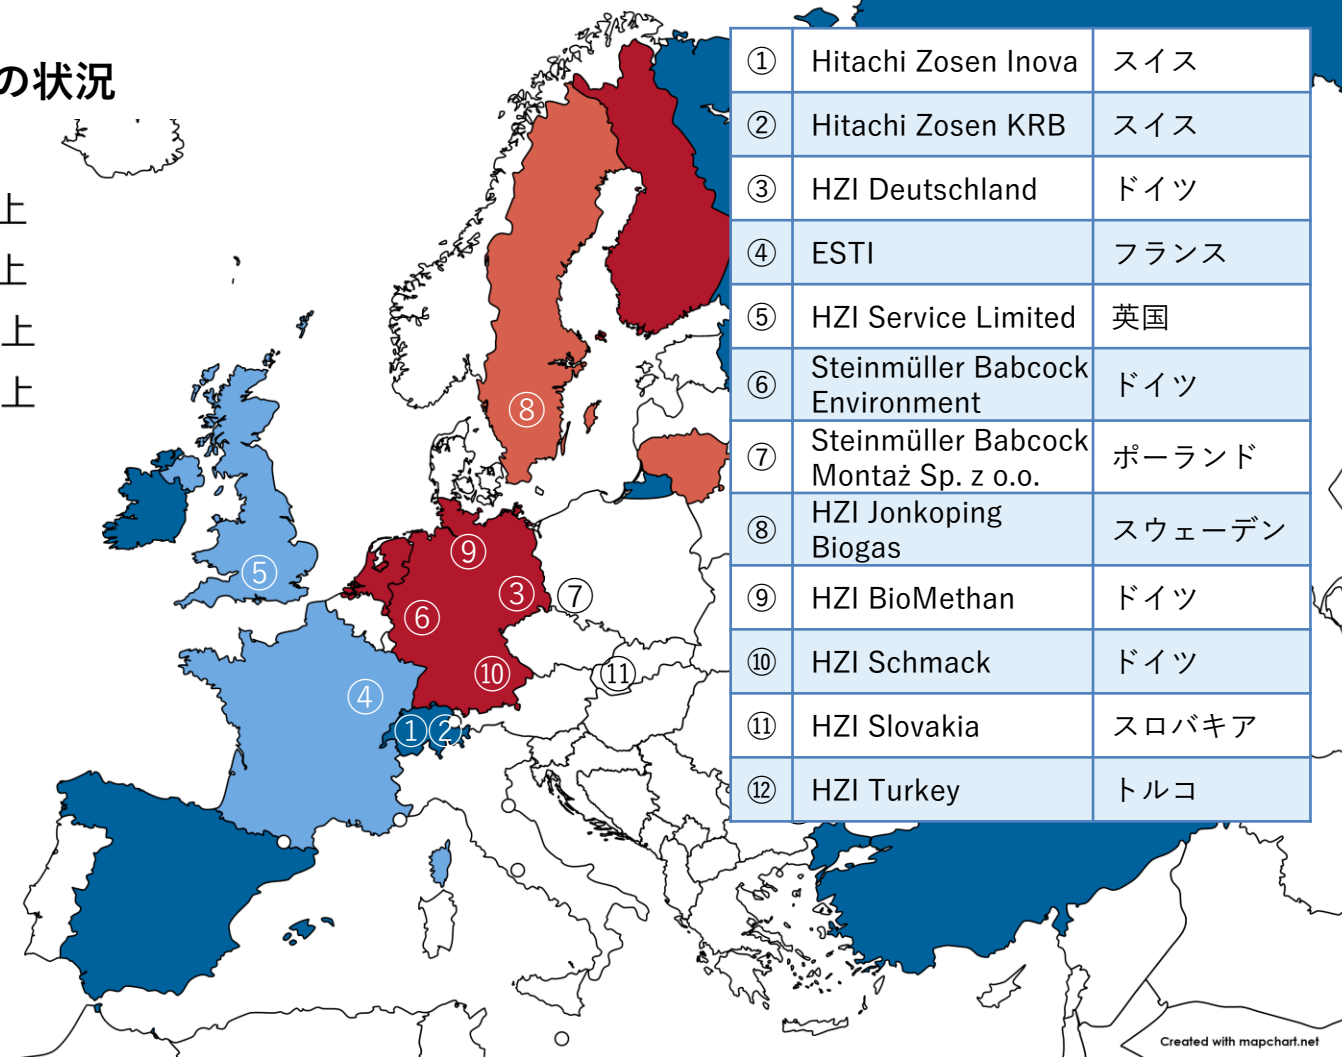 の状況
上
上
上
上
① Hitachi Zosen Inova スイス
② Hitachi Zosen KRB スイス
③ HZI Deutschland ドイツ
④ ESTI フランス
⑤ HZI Service Limited 英国
⑥ Steinmüller Babcock
Environment ドイツ
⑦ Steinmüller Babcock
Montaż Sp. z o.o. ポーランド
⑧ HZI Jonkoping
Biogas スウェーデン
⑨ HZI BioMethan ドイツ
⑩ HZI Schmack ドイツ
⑪ HZI Slovakia スロバキア
⑫ HZI Turkey トルコ
⑧
⑨
⑤
③
⑦
⑥
⑩
⑪
④
①
②
Created with mapchart.net